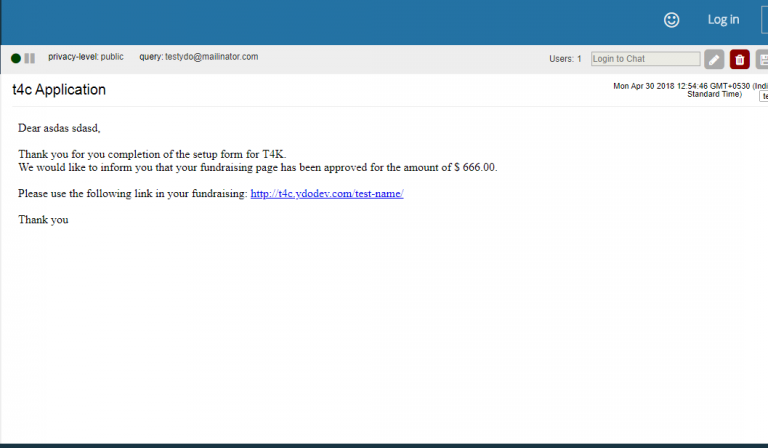 Log in
privacy-level: public query: testydo@mailinator.com Users: 1 Login to Chat
t4c Application
Mon Apr 30 2018 12:54:46 GMT+0530 (Indi
Standard Time)
Dear asdas sdasd,
Thank you for you completion of the setup form for T4K.
We would like to inform you that your fundraising page has been approved for the amount of $ 666.00.
Please use the following link in your fundraising: http://t4c.ydodev.com/test-name/
Thank you